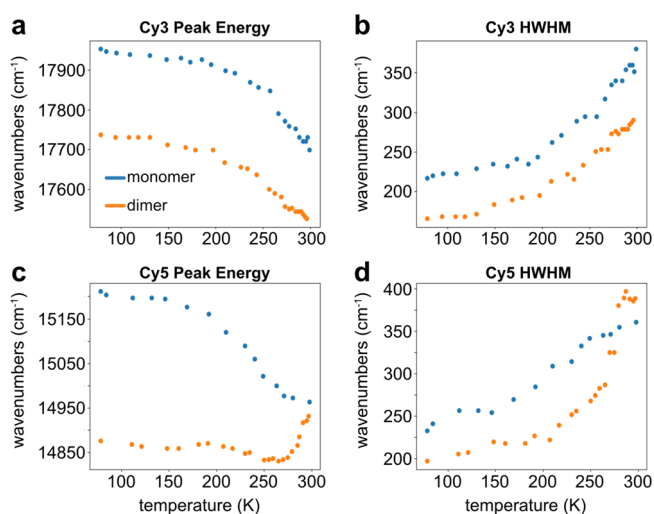 a
Cy3 Peak Energy
wavenumbers (cm⁻¹)
17900
17800
17700
17600
monomer
dimer
100 150 200 250 300
b
Cy3 HWHM
wavenumbers (cm⁻¹)
350
300
250
200
100 150 200 250 300
c
Cy5 Peak Energy
wavenumbers (cm⁻¹)
15150
15050
14950
14850
100 150 200 250 300
temperature (K)
d
Cy5 HWHM
wavenumbers (cm⁻¹)
400
350
300
250
200
100 150 200 250 300
temperature (K)